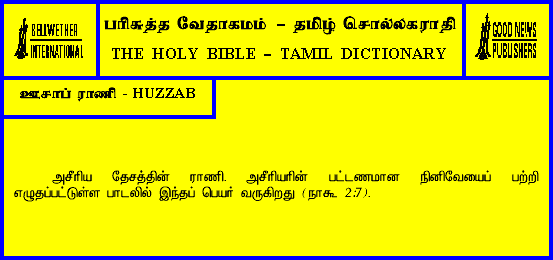 BELLWETHER
INTERNATIONAL
பரிசுத்த வேதாகமம் – தமிழ் சொல்லகராதி
THE HOLY BIBLE – TAMIL DICTIONARY
GOOD NEWS
PUBLISHERS
ஊசாப் ராணி - HUZZAB
அசீரிய தேசத்தின் ராணி. அசீரியரின் பட்டணமான நினிவேயைப் பற்றி
எழுதப்பட்டுள்ள பாடலில் இந்தப் பெயர் வருகிறது (நாகூ 2:7).